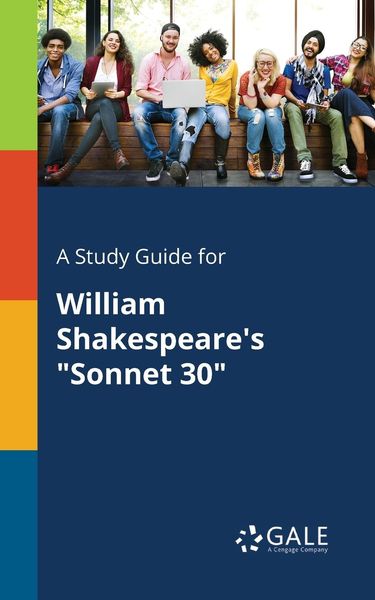 A Study Guide for
William
Shakespeare's
"Sonnet 30"
GALE
A Cengage Company